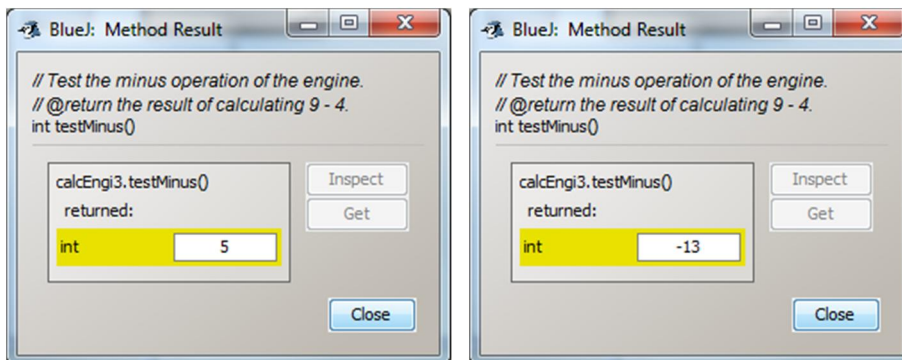 BlueJ: Method Result
// Test the minus operation of the engine.
// @return the result of calculating 9 - 4.
int testMinus()
calcEngi3.testMinus()
returned:
int 5
Inspect
Get
Close
BlueJ: Method Result
// Test the minus operation of the engine.
// @return the result of calculating 9 - 4.
int testMinus()
calcEngi3.testMinus()
returned:
int -13
Inspect
Get
Close